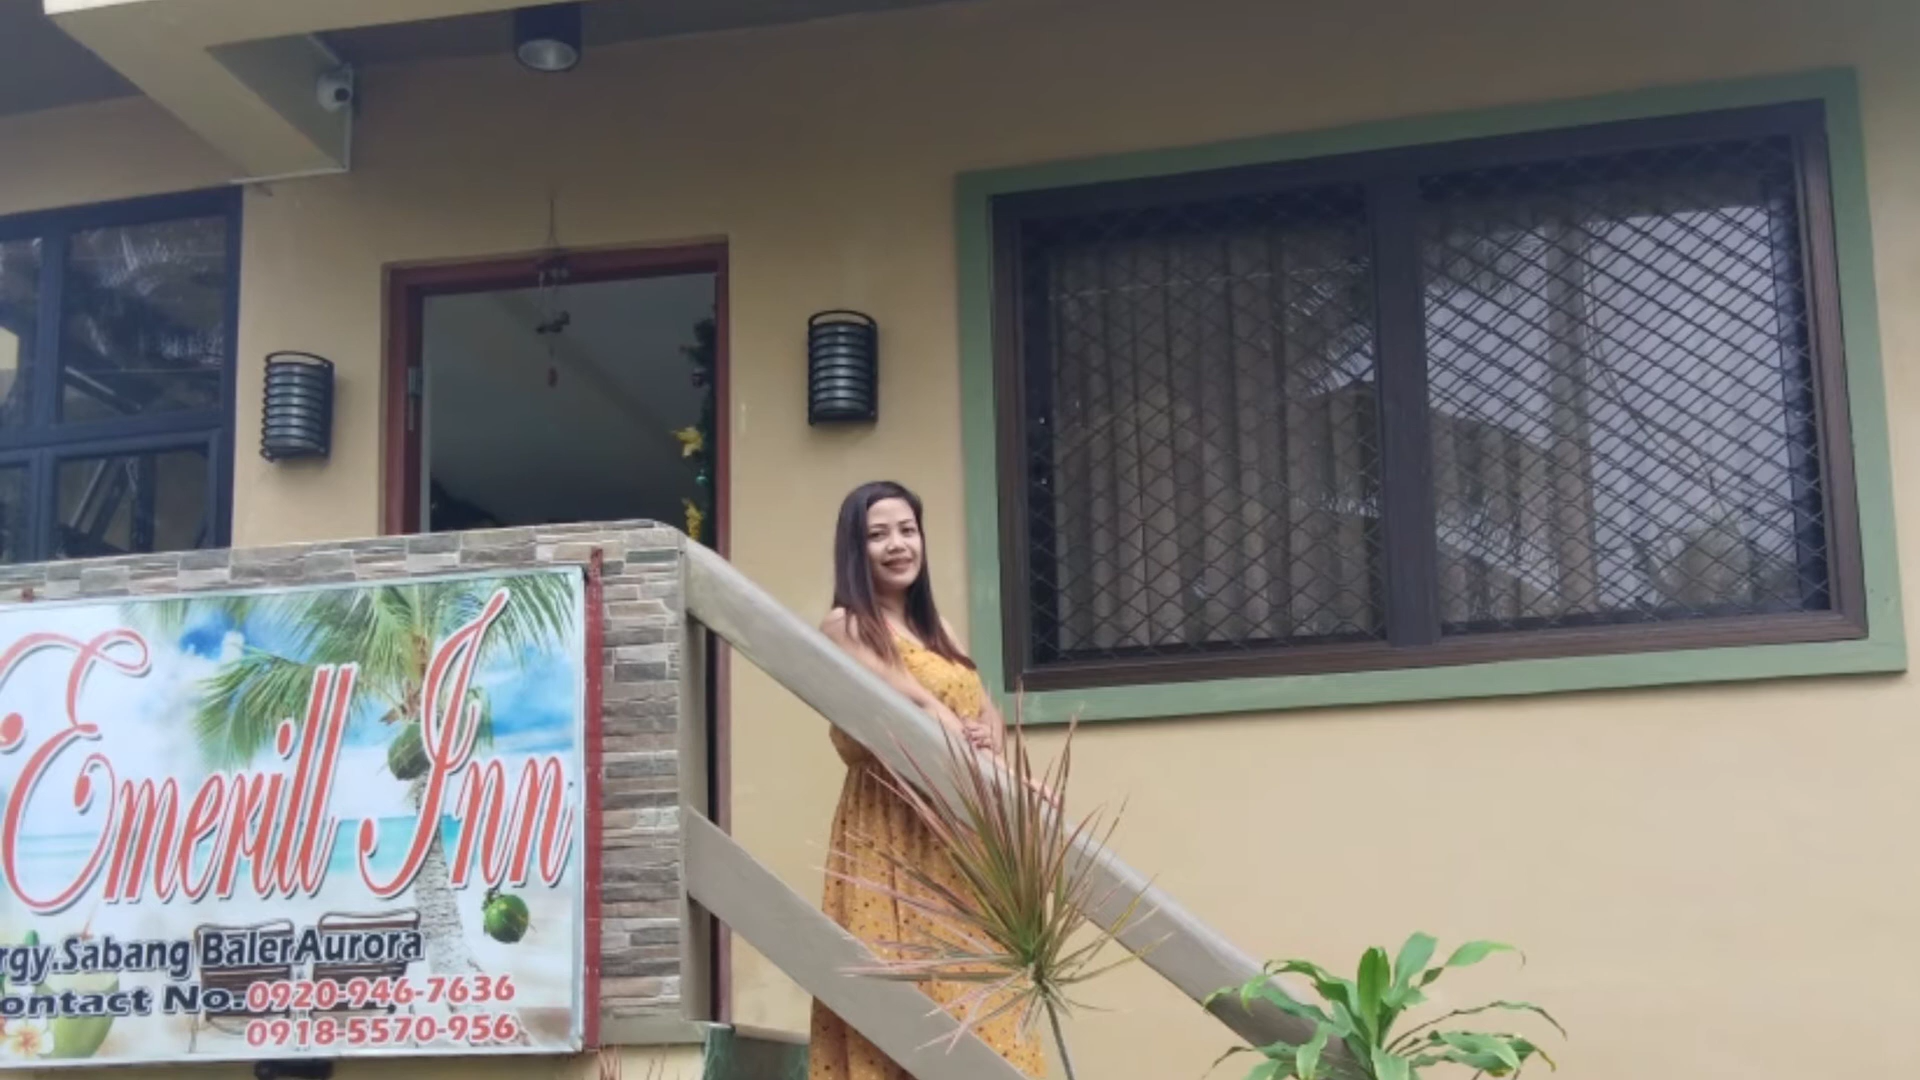 Emerill Inn
rgy.Sabang Baler Aurora
ontact No. 0920-946-7636
0918-5570-956